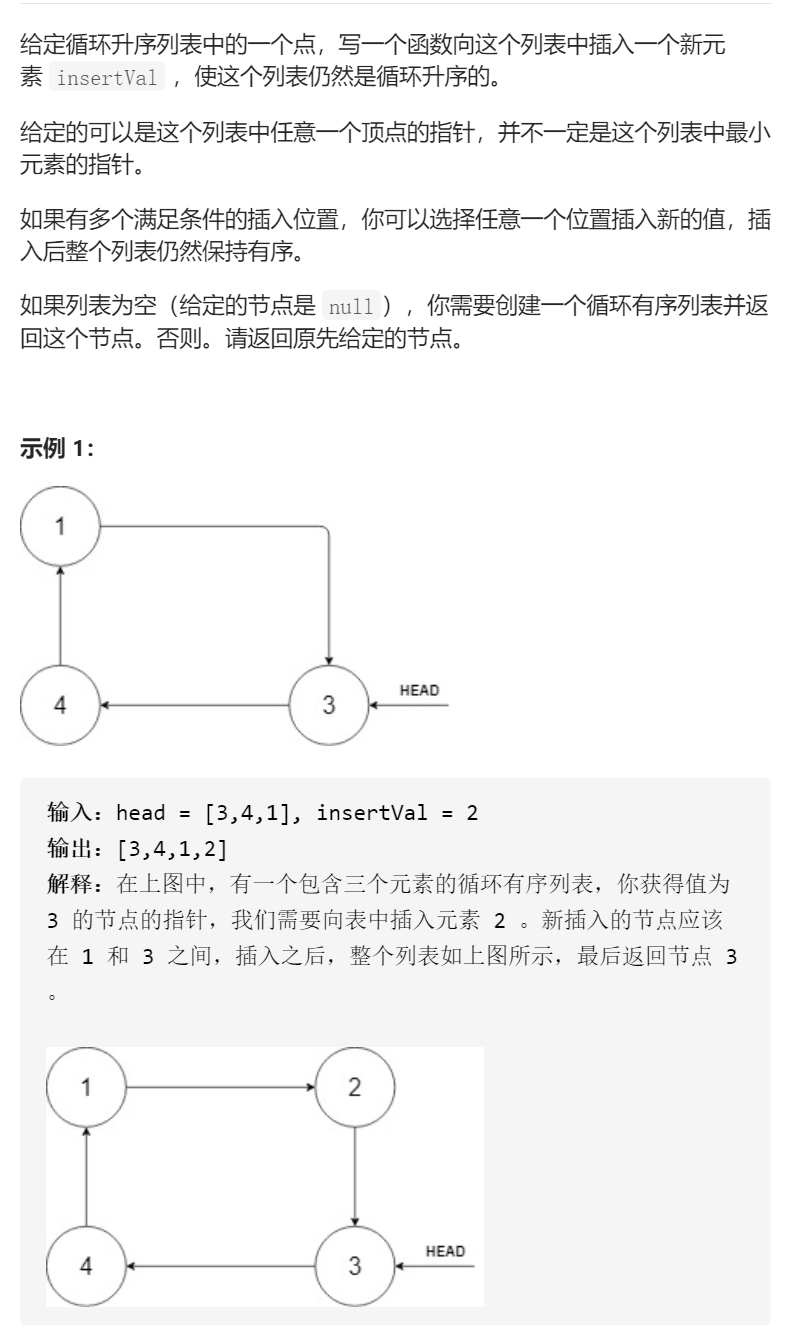 给定循环升序列表中的一个点，写一个函数向这个列表中插入一个新元
素 insertVal ，使这个列表仍然是循环升序的。
给定的可以是这个列表中任意一个顶点的指针，并不一定是这个列表中最小
元素的指针。
如果有多个满足条件的插入位置，你可以选择任意一个位置插入新的值，插
入后整个列表仍然保持有序。
如果列表为空（给定的节点是 null），你需要创建一个循环有序列表并返
回这个节点。否则。请返回原先给定的节点。
示例 1：
1
4
3
HEAD
输入：head = [3,4,1], insertVal = 2
输出：[3,4,1,2]
解释：在上图中，有一个包含三个元素的循环有序列表，你获得值为
3 的节点的指针，我们需要向表中插入元素 2 。新插入的节点应该
在 1 和 3 之间，插入之后，整个列表如上图所示，最后返回节点 3
。
1
2
4
3
HEAD